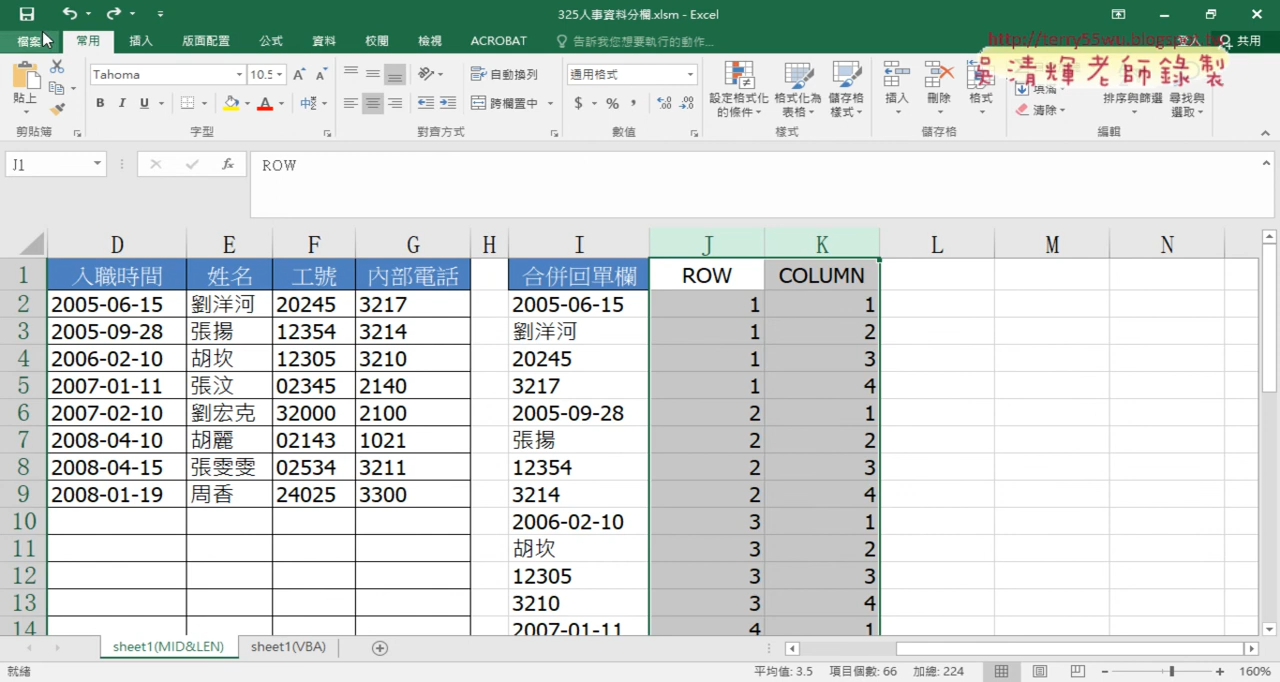 325人事資料分欄.xlsm - Excel
http://terry55wu.blogspot.tw
吳清輝老師錄製
檔案 常用 插入 版面配置 公式 資料 校閱 檢視 ACROBAT 告訴我您想要執行的動作... 登入 共用
貼上 Tahoma 10.5 自動換列 通用格式 設定格式化的條件 格式化為表格 儲存格樣式 插入 刪除 格式 填滿 排序與篩選 尋找與選取
B I U A 跨欄置中 $ % 清除
剪貼簿 字型 對齊方式 數值 樣式 儲存格 編輯
J1 fx ROW
D E F G H I J K L M N
1 入職時間 姓名 工號 內部電話 合併回單欄 ROW COLUMN
2 2005-06-15 劉洋河 20245 3217 2005-06-15 1 1
3 2005-09-28 張揚 12354 3214 劉洋河 1 2
4 2006-02-10 胡坎 12305 3210 20245 1 3
5 2007-01-11 張汶 02345 2140 3217 1 4
6 2007-02-10 劉宏克 32000 2100 2005-09-28 2 1
7 2008-04-10 胡麗 02143 1021 張揚 2 2
8 2008-04-15 張雯雯 02534 3211 12354 2 3
9 2008-01-19 周香 24025 3300 3214 2 4
10 2006-02-10 3 1
11 胡坎 3 2
12 12305 3 3
13 3210 3 4
14 2007-01-11 4 1
sheet1(MID&LEN) sheet1(VBA)
就緒 平均值: 3.5 項目個數: 66 加總: 224 160%